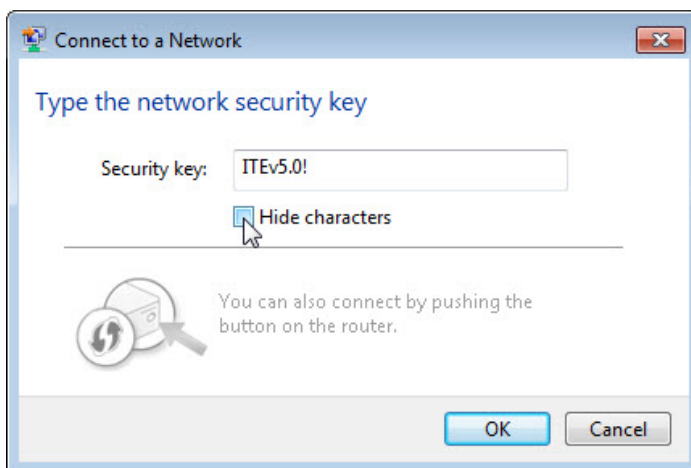 Connect to a Network
Type the network security key
Security key: ITEv5.0!
Hide characters
You can also connect by pushing the
button on the router.
OK Cancel